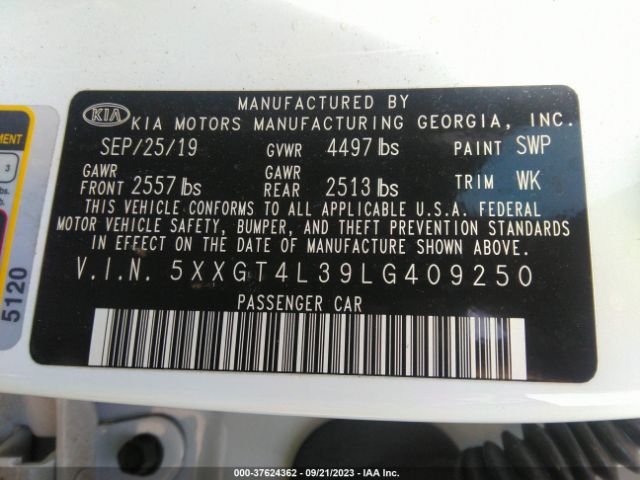 KIA
MANUFACTURED BY
KIA MOTORS MANUFACTURING GEORGIA, INC.
SEP/25/19 GVWR 4497 lbs PAINT SWP
GAWR FRONT 2557 lbs GAWR REAR 2513 lbs TRIM WK
THIS VEHICLE CONFORMS TO ALL APPLICABLE U.S.A. FEDERAL
MOTOR VEHICLE SAFETY, BUMPER, AND THEFT PREVENTION STANDARDS
IN EFFECT ON THE DATE OF MANUFACTURE SHOWN ABOVE.
V.I.N. 5XXGT4L39LG409250
PASSENGER CAR
3
5120
000-37624362 - 09/21/2023 - IAA Inc.